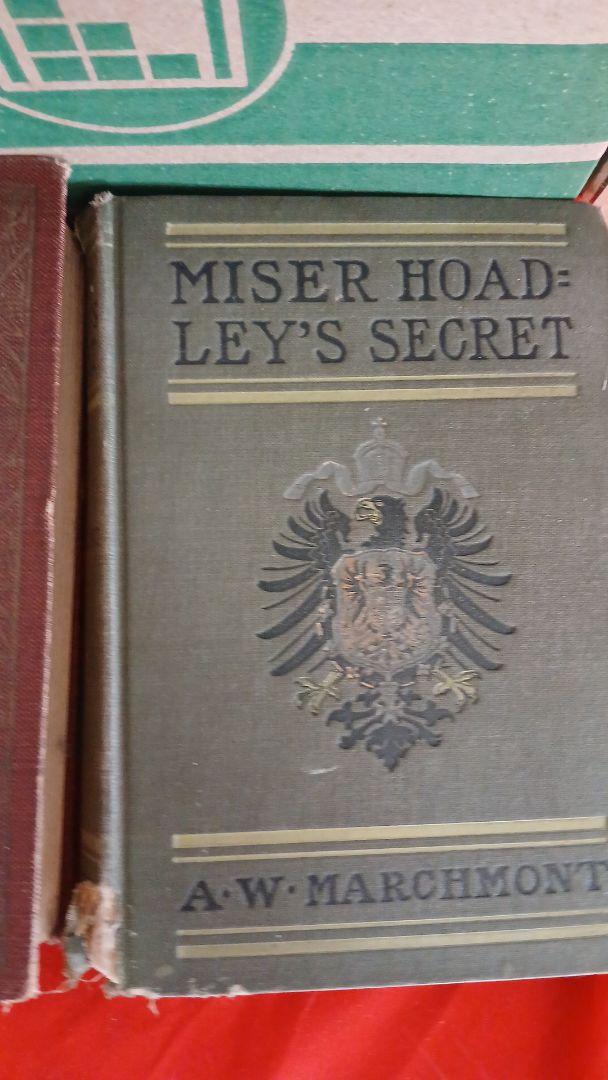 MISER HOAD=
LEY'S SECRET
A·W·MARCHMONT